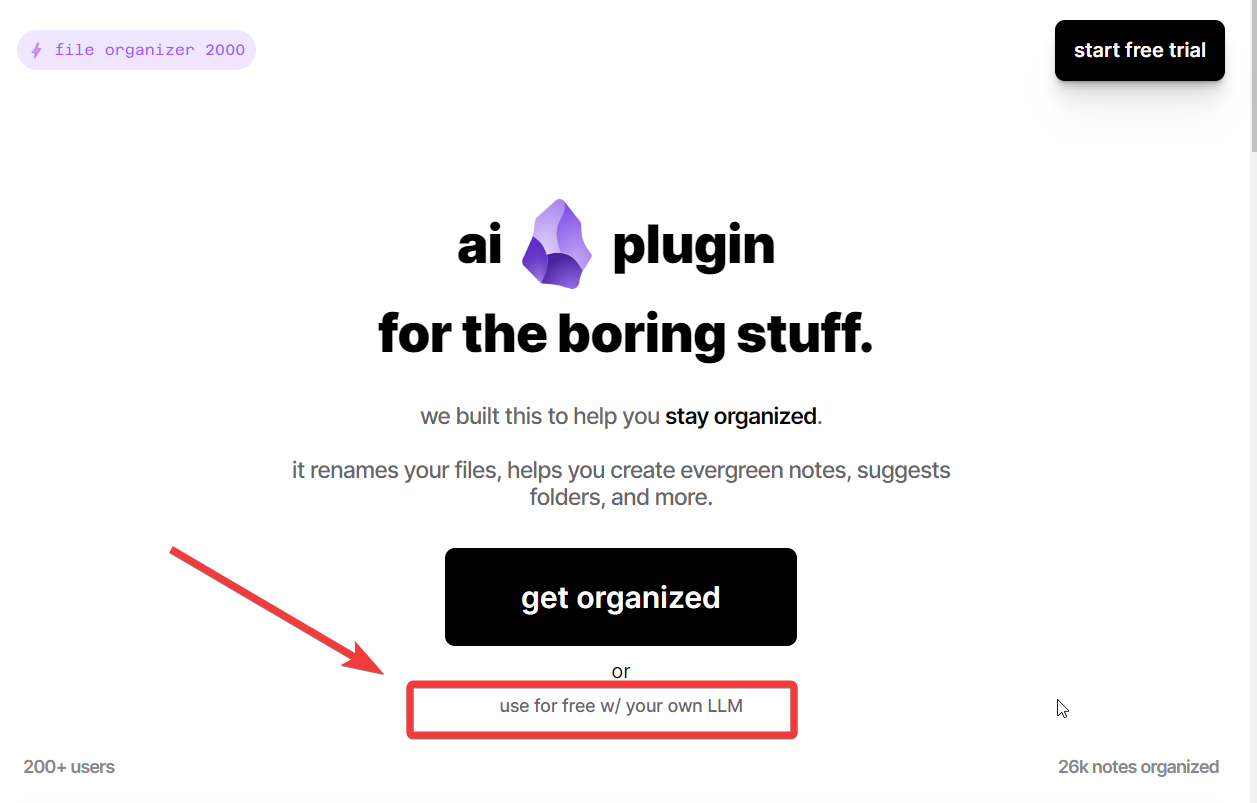 file organizer 2000
start free trial
ai plugin
for the boring stuff.
we built this to help you stay organized.
it renames your files, helps you create evergreen notes, suggests
folders, and more.
get organized
or
use for free w/ your own LLM
200+ users
26k notes organized